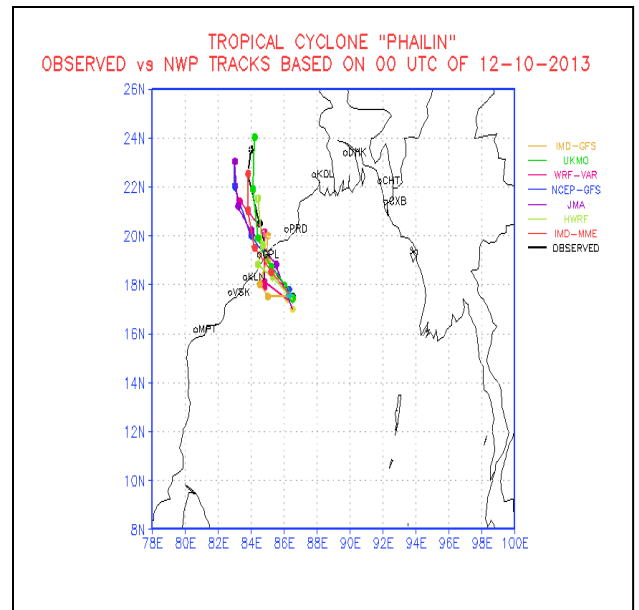 TROPICAL CYCLONE "PHAILIN"
OBSERVED vs NWP TRACKS BASED ON 00 UTC OF 12-10-2013
26N
24N
22N
20N
18N
16N
14N
12N
10N
8N
DHK
KDL
CHT
CXB
PRD
GPL
KLN
VSK
MPT
IMD-GFS
UKMO
WRF-VAR
NCEP-GFS
JMA
HWRF
IMD-MME
OBSERVED
78E 80E 82E 84E 86E 88E 90E 92E 94E 96E 98E 100E